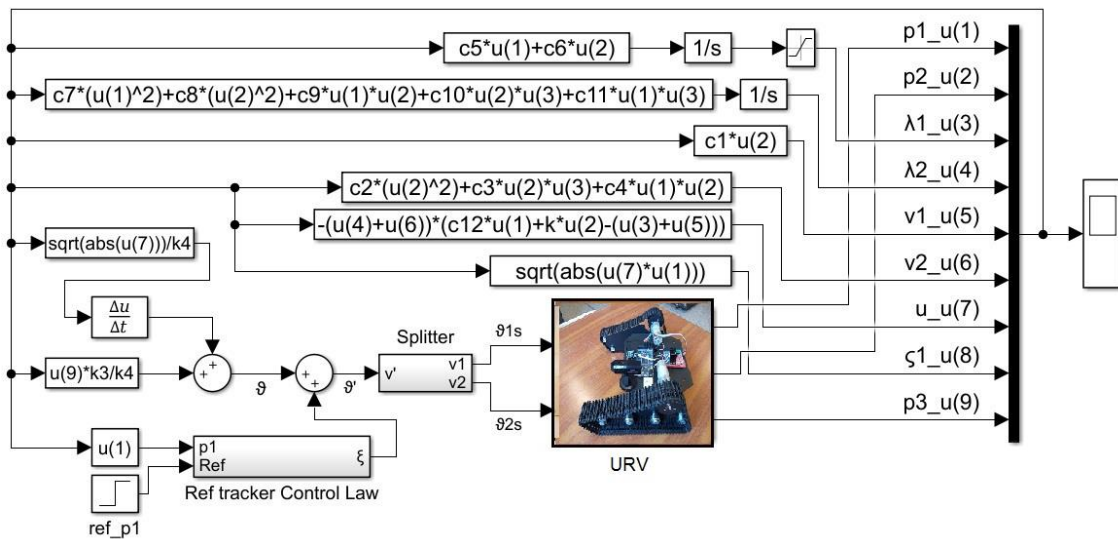 p1_u(1)
c5*u(1)+c6*u(2)
1/s
p2_u(2)
c7*(u(1)^2)+c8*(u(2)^2)+c9*u(1)*u(2)+c10*u(2)*u(3)+c11*u(1)*u(3)
1/s
λ1_u(3)
c1*u(2)
λ2_u(4)
c2*(u(2)^2)+c3*u(2)*u(3)+c4*u(1)*u(2)
v1_u(5)
-(u(4)+u(6))*(c12*u(1)+k*u(2)-(u(3)+u(5)))
sqrt(abs(u(7)))/k4
v2_u(6)
sqrt(abs(u(7)*u(1)))
Δu
Δt
u_u(7)
Splitter
ϑ1s
v'
v1
v2
ς1_u(8)
u(9)*k3/k4
+
+
ϑ
+
+
ϑ'
ϑ2s
p3_u(9)
u(1)
p1
Ref
ξ
URV
Ref tracker Control Law
ref_p1